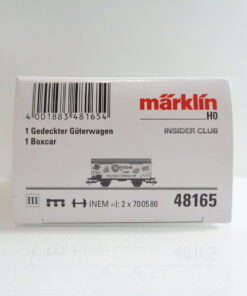 4 001883 481654
märklin
H0
1 Gedeckter Güterwagen
1 Boxcar
INSIDER CLUB
III
(NEM =): 2 x 700580
48165